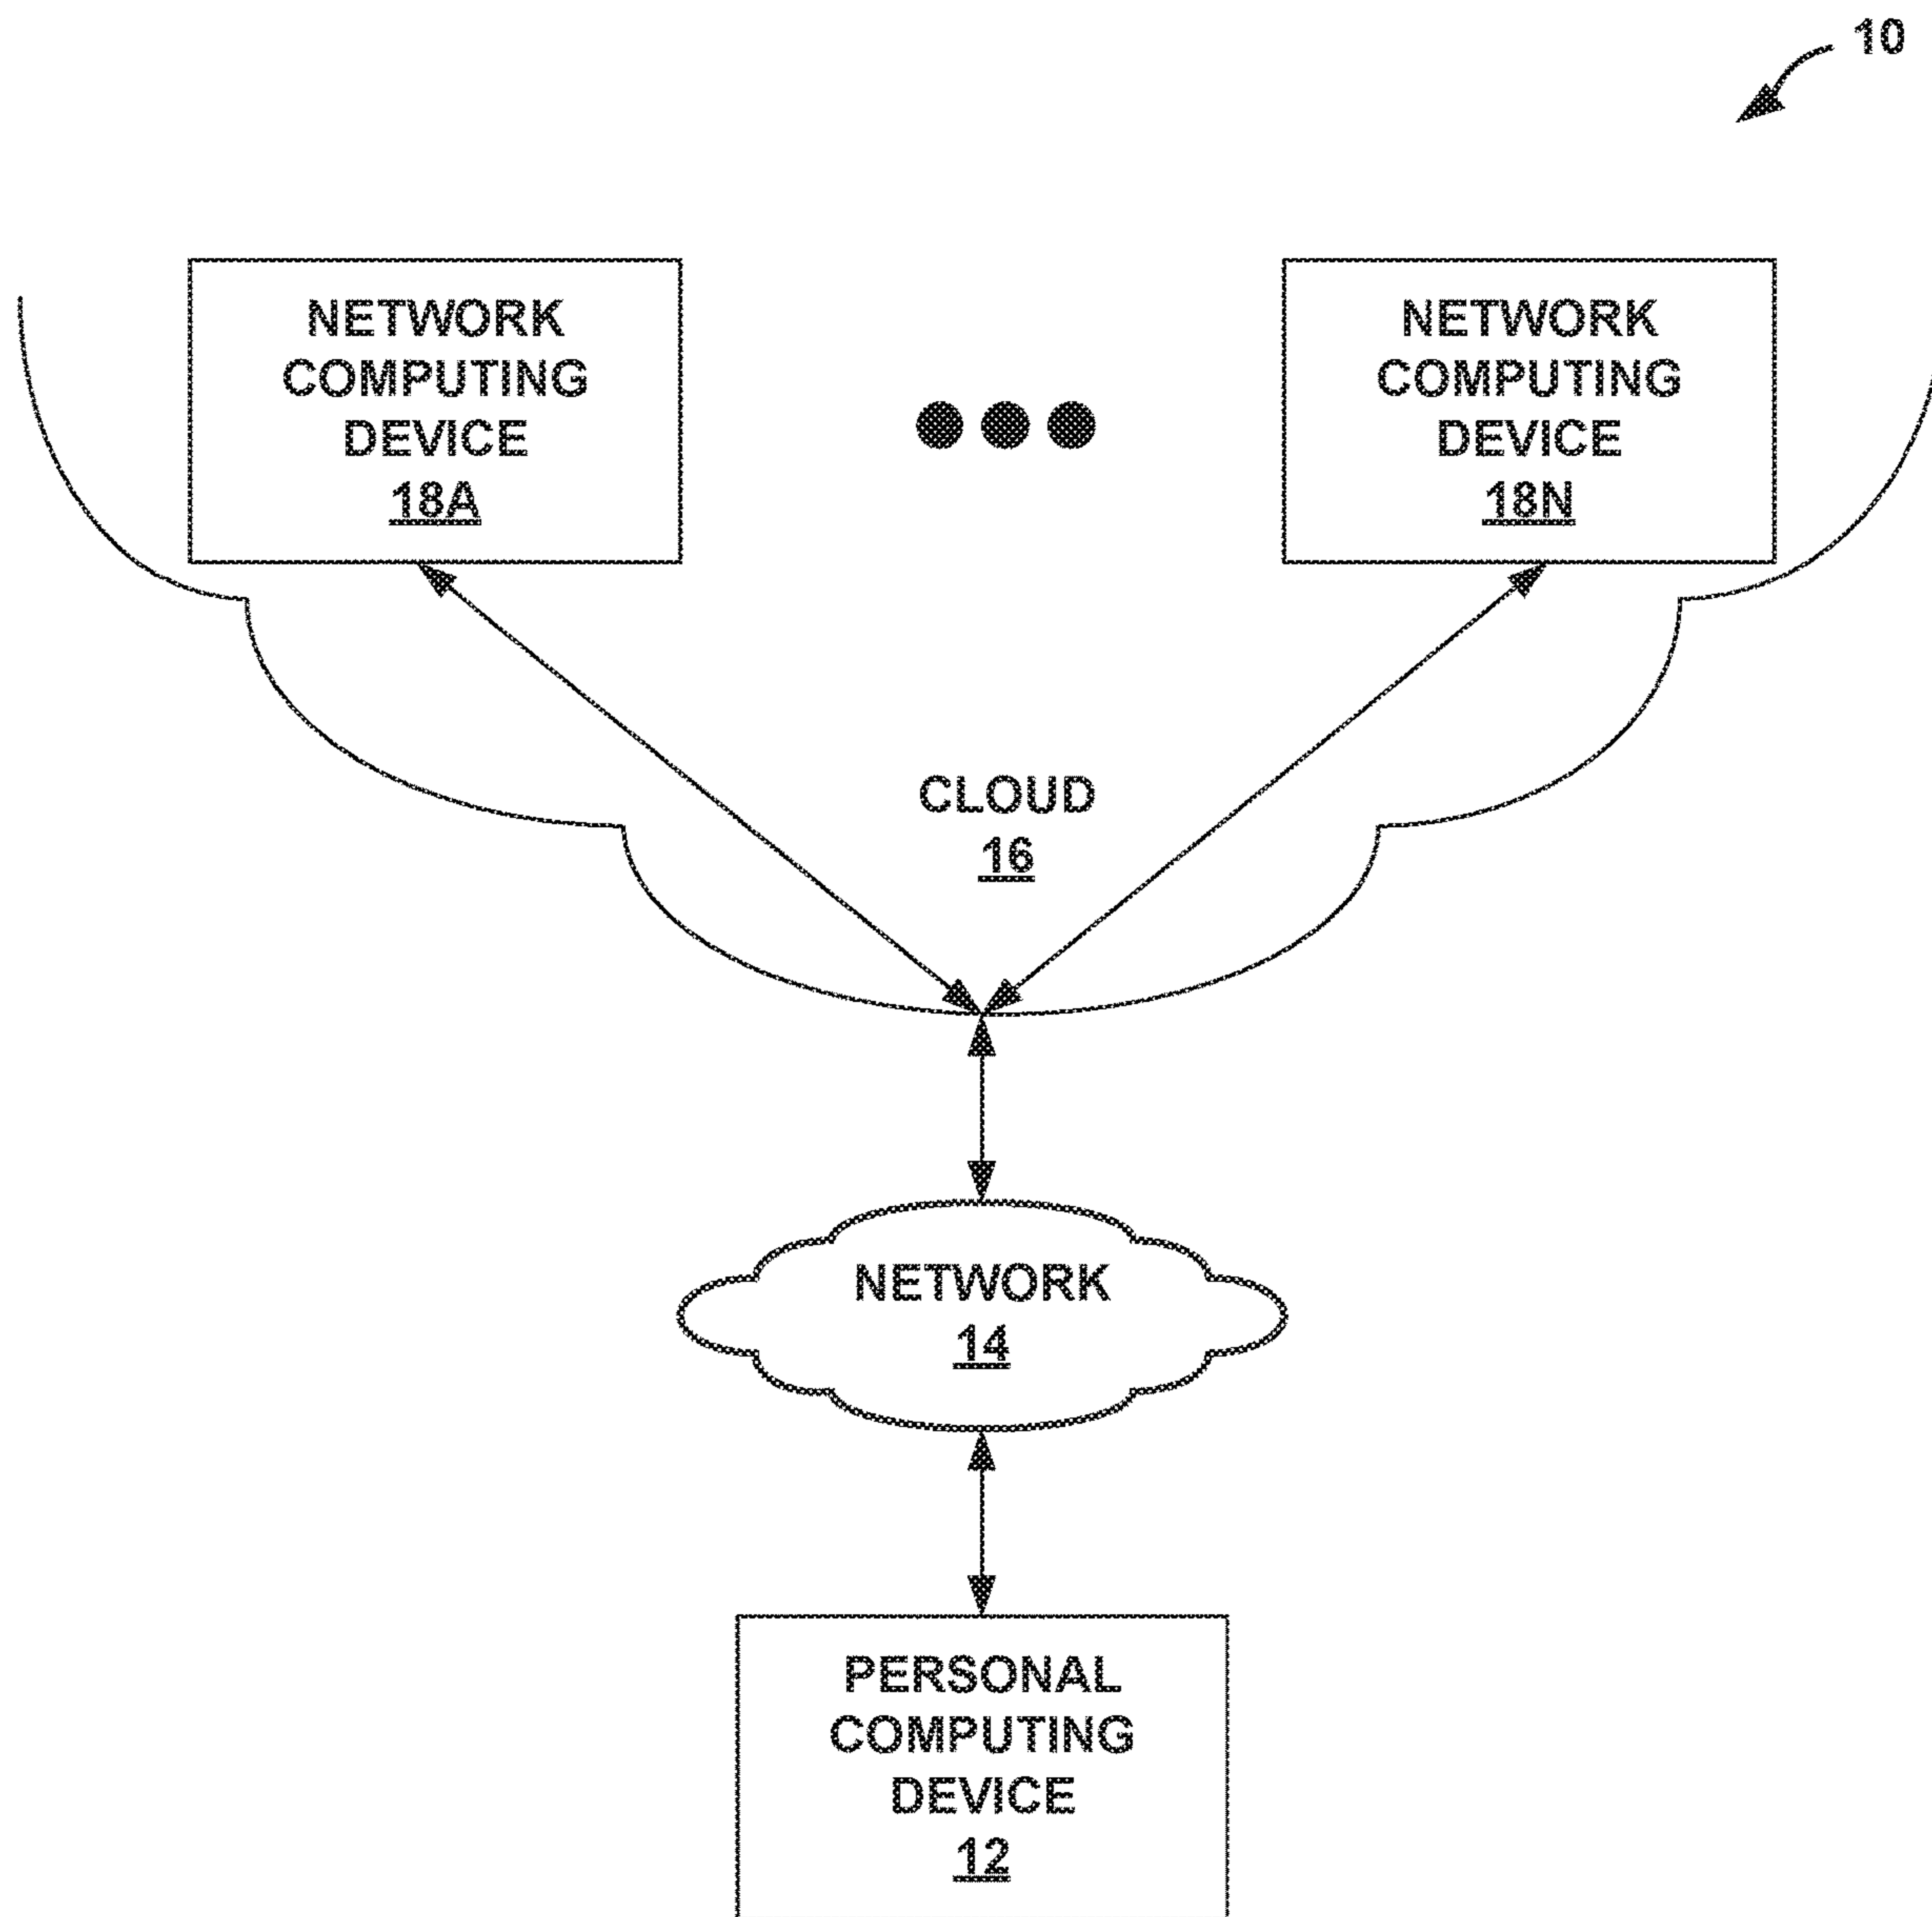 10
NETWORK
COMPUTING
DEVICE
18A
NETWORK
COMPUTING
DEVICE
18N
CLOUD
16
NETWORK
14
PERSONAL
COMPUTING
DEVICE
12